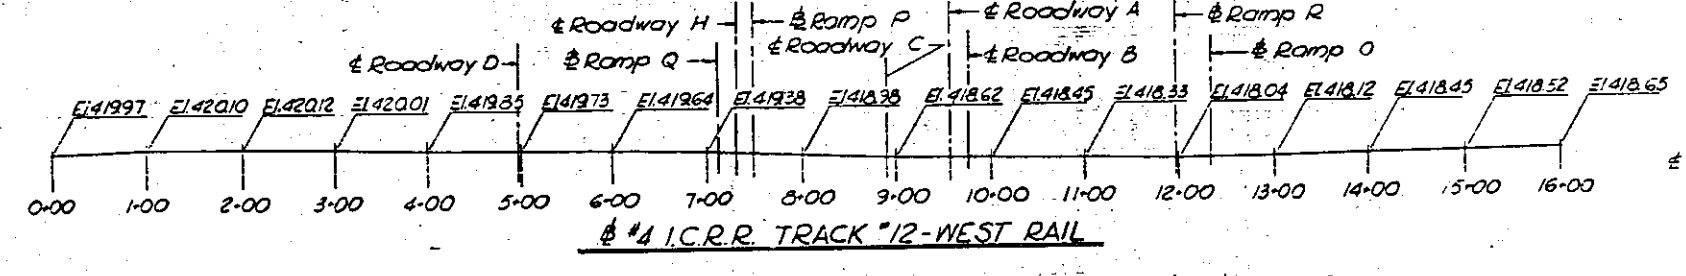 ℄ Roadway H
℄ Ramp P
℄ Roadway A
℄ Ramp R
℄ Roadway C
℄ Roadway D
℄ Ramp Q
℄ Roadway B
℄ Ramp O
El.419.97 El.420.10 El.420.12 El.420.01 El.419.85 El.419.73 El.419.64 El.419.38 El.418.98 El.418.62 El.418.45 El.418.33 El.418.04 El.418.12 El.418.45 El.418.52 El.418.65
℄
0+00 1+00 2+00 3+00 4+00 5+00 6+00 7+00 8+00 9+00 10+00 11+00 12+00 13+00 14+00 15+00 16+00
℄ #4 I.C.R.R. TRACK #12-WEST RAIL